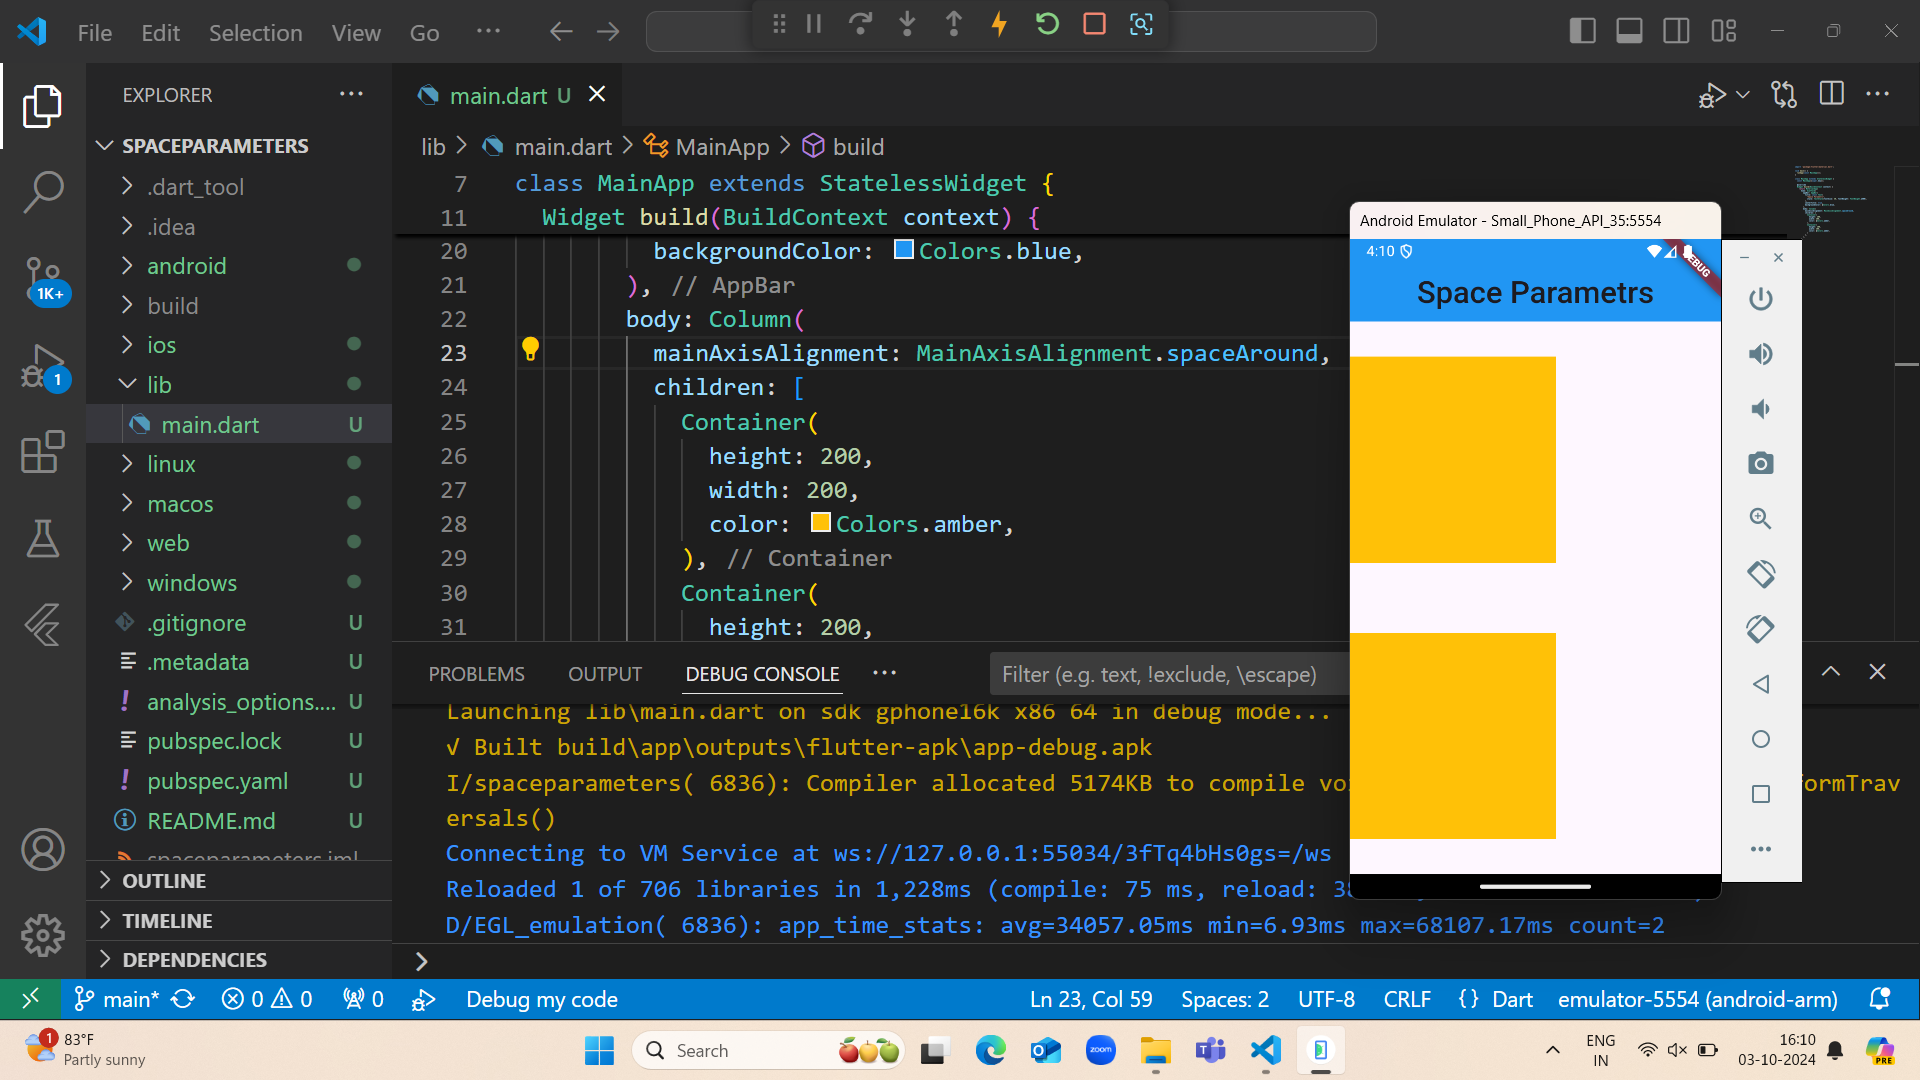 File Edit Selection View Go ...
EXPLORER
SPACEPARAMETERS
.dart_tool
.idea
android
build
ios
lib
main.dart U
linux
macos
web
windows
.gitignore U
.metadata U
analysis_options.... U
pubspec.lock U
pubspec.yaml U
README.md U
spaceparameters.iml
OUTLINE
TIMELINE
DEPENDENCIES
1K+
1
main.dart U
lib > main.dart > MainApp > build
7 class MainApp extends StatelessWidget {
11 Widget build(BuildContext context) {
20 backgroundColor: Colors.blue,
21 ), // AppBar
22 body: Column(
23 mainAxisAlignment: MainAxisAlignment.spaceAround,
24 children: [
25 Container(
26 height: 200,
27 width: 200,
28 color: Colors.amber,
29 ), // Container
30 Container(
31 height: 200,
PROBLEMS OUTPUT DEBUG CONSOLE ...
Filter (e.g. text, !exclude, \escape)
Launching lib\main.dart on sdk gphone16k x86 64 in debug mode...
√ Built build\app\outputs\flutter-apk\app-debug.apk
I/spaceparameters( 6836): Compiler allocated 5174KB to compile formTrav
ersals()
Connecting to VM Service at ws://127.0.0.1:55034/3fTq4bHs0gs=/ws
Reloaded 1 of 706 libraries in 1,228ms (compile: 75 ms, reload:
D/EGL_emulation( 6836): app_time_stats: avg=34057.05ms min=6.93ms max=68107.17ms count=2
>
Android Emulator - Small_Phone_API_35:5554
4:10
DEBUG
Space Parametrs
main* 0 0 0 Debug my code Ln 23, Col 59 Spaces: 2 UTF-8 CRLF {} Dart emulator-5554 (android-arm)
1
83°F
Partly sunny
Search
zoom
ENG
IN
16:10
03-10-2024
PRE